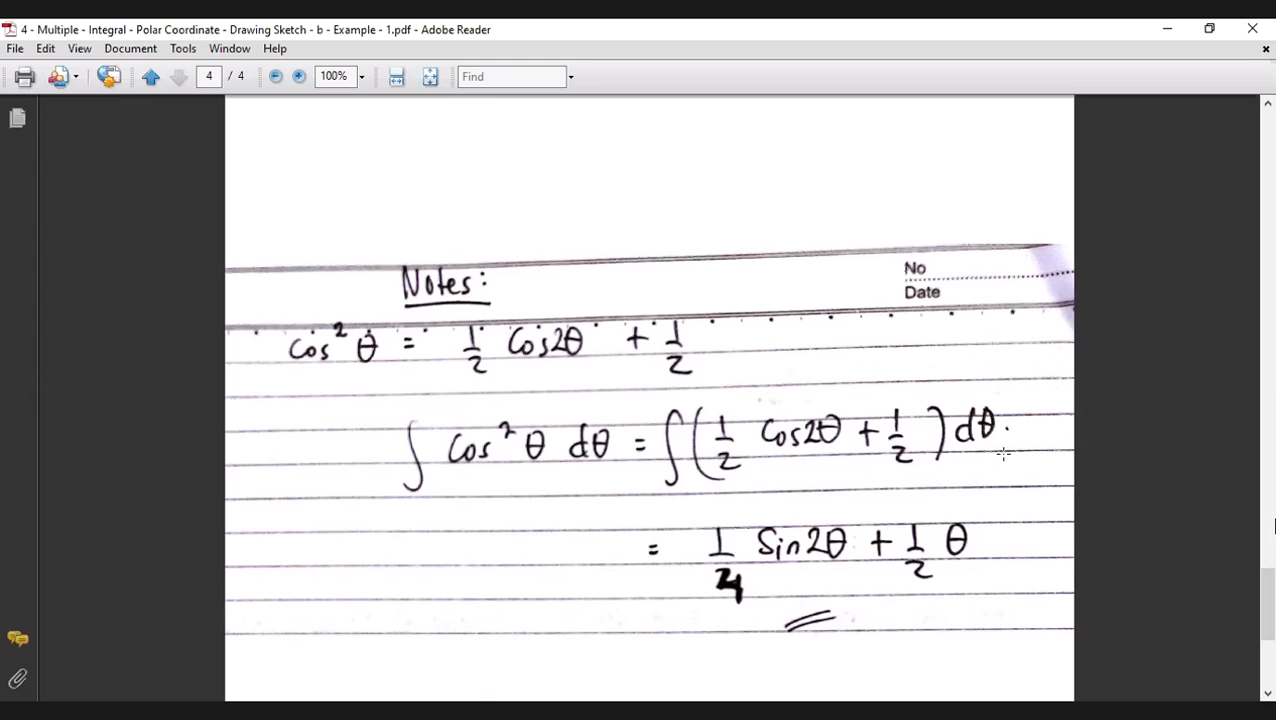 4 - Multiple - Integral - Polar Coordinate - Drawing Sketch - b - Example - 1.pdf - Adobe Reader
File Edit View Document Tools Window Help
4 / 4 100% Find
Notes:
No
Date
Cos² θ = 1/2 Cos2θ + 1/2
∫ Cos² θ dθ = ∫ (1/2 Cos2θ + 1/2) dθ.
= 1/4 Sin2θ + 1/2 θ